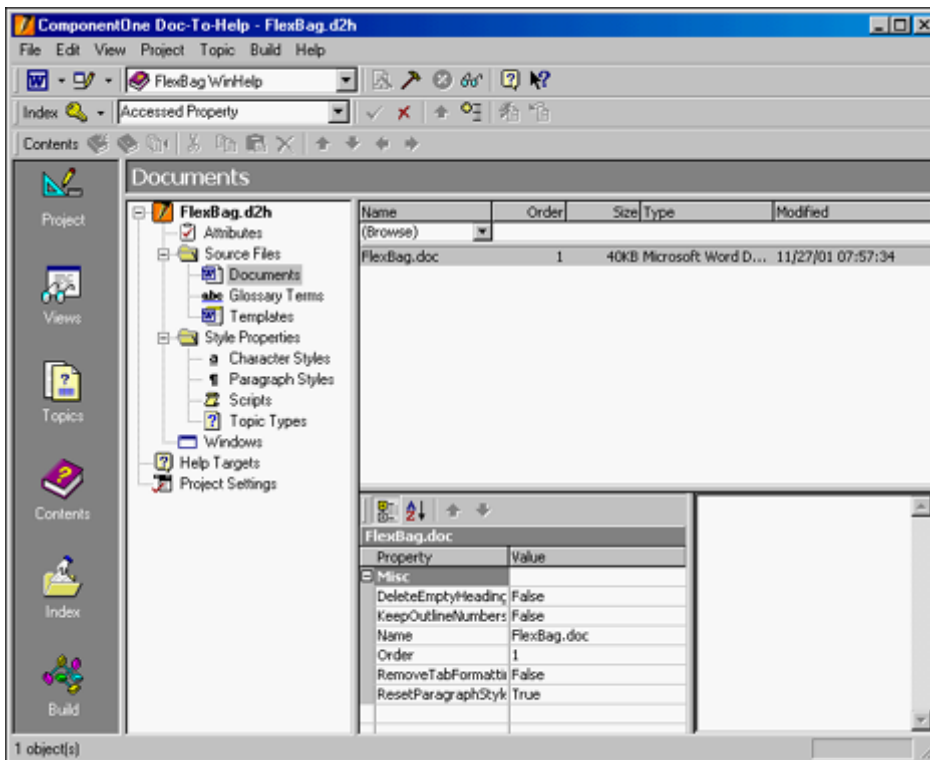 ComponentOne Doc-To-Help - FlexBag.d2h
File Edit View Project Topic Build Help
FlexBag WinHelp
Index Accessed Property
Contents
Documents
Project
Views
Topics
Contents
Index
Build
FlexBag.d2h
Attributes
Source Files
Documents
Glossary Terms
Templates
Style Properties
Character Styles
Paragraph Styles
Scripts
Topic Types
Windows
Help Targets
Project Settings
Name Order Size Type Modified
(Browse)
FlexBag.doc 1 40KB Microsoft Word D... 11/27/01 07:57:34
FlexBag.doc
Property Value
Misc
DeleteEmptyHeading False
KeepOutlineNumbers False
Name FlexBag.doc
Order 1
RemoveTabFormatti False
ResetParagraphStyl True
1 object(s)